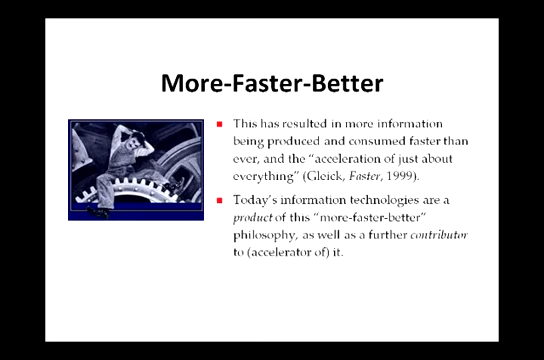 More-Faster-Better
This has resulted in more information
being produced and consumed faster than
ever, and the “acceleration of just about
everything” (Gleick, Faster, 1999).
Today’s information technologies are a
product of this “more-faster-better”
philosophy, as well as a further contributor
to (accelerator of) it.